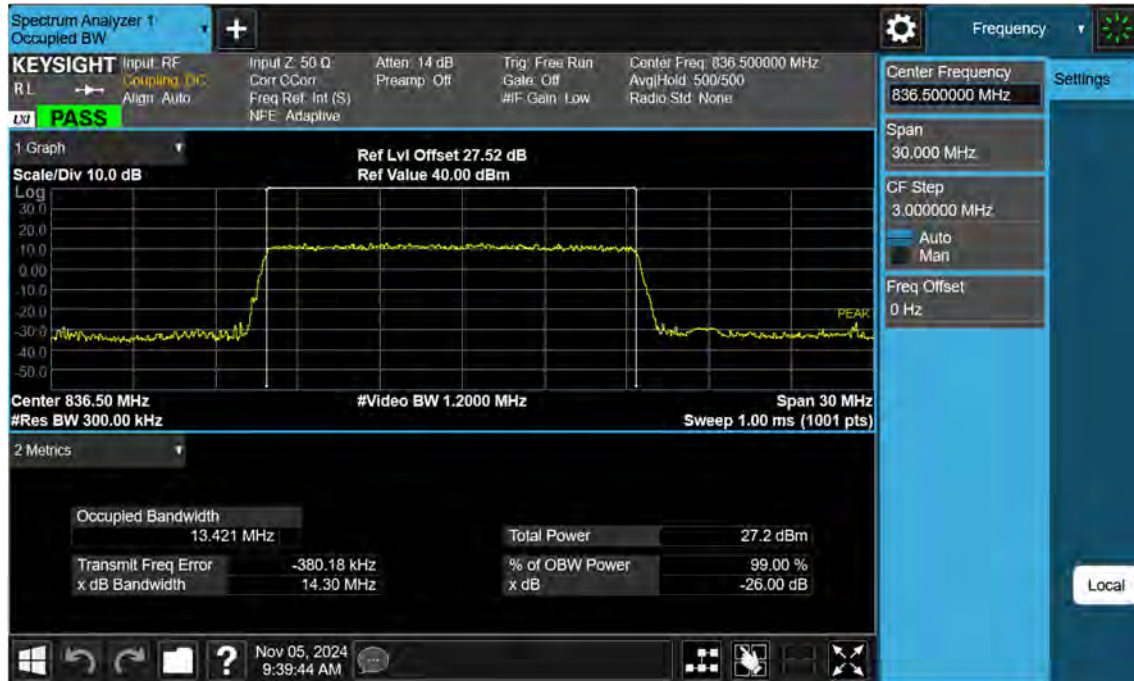 Spectrum Analyzer 1
Occupied BW
+
Frequency
KEYSIGHT Input: RF Input Z: 50 Ω Atten: 14 dB Trig: Free Run Center Freq: 836.500000 MHz
RL Coupling: DC Corr CCorr Preamp: Off Gate: Off Avg|Hold: 500/500
Align: Auto Freq Ref: Int (S) #IF Gain: Low Radio Std: None
LXI PASS NFE: Adaptive
Center Frequency
836.500000 MHz
Settings
Span
30.000 MHz
CF Step
3.000000 MHz
Auto
Man
Freq Offset
0 Hz
Local
1 Graph
Ref Lvl Offset 27.52 dB
Scale/Div 10.0 dB Ref Value 40.00 dBm
Log
30.0
20.0
10.0
0.00
-10.0
-20.0
PEAK
-30.0
-40.0
-50.0
Center 836.50 MHz #Video BW 1.2000 MHz Span 30 MHz
#Res BW 300.00 kHz Sweep 1.00 ms (1001 pts)
2 Metrics
Occupied Bandwidth
13.421 MHz
Total Power 27.2 dBm
Transmit Freq Error -380.18 kHz % of OBW Power 99.00 %
x dB Bandwidth 14.30 MHz x dB -26.00 dB
? Nov 05, 2024
9:39:44 AM